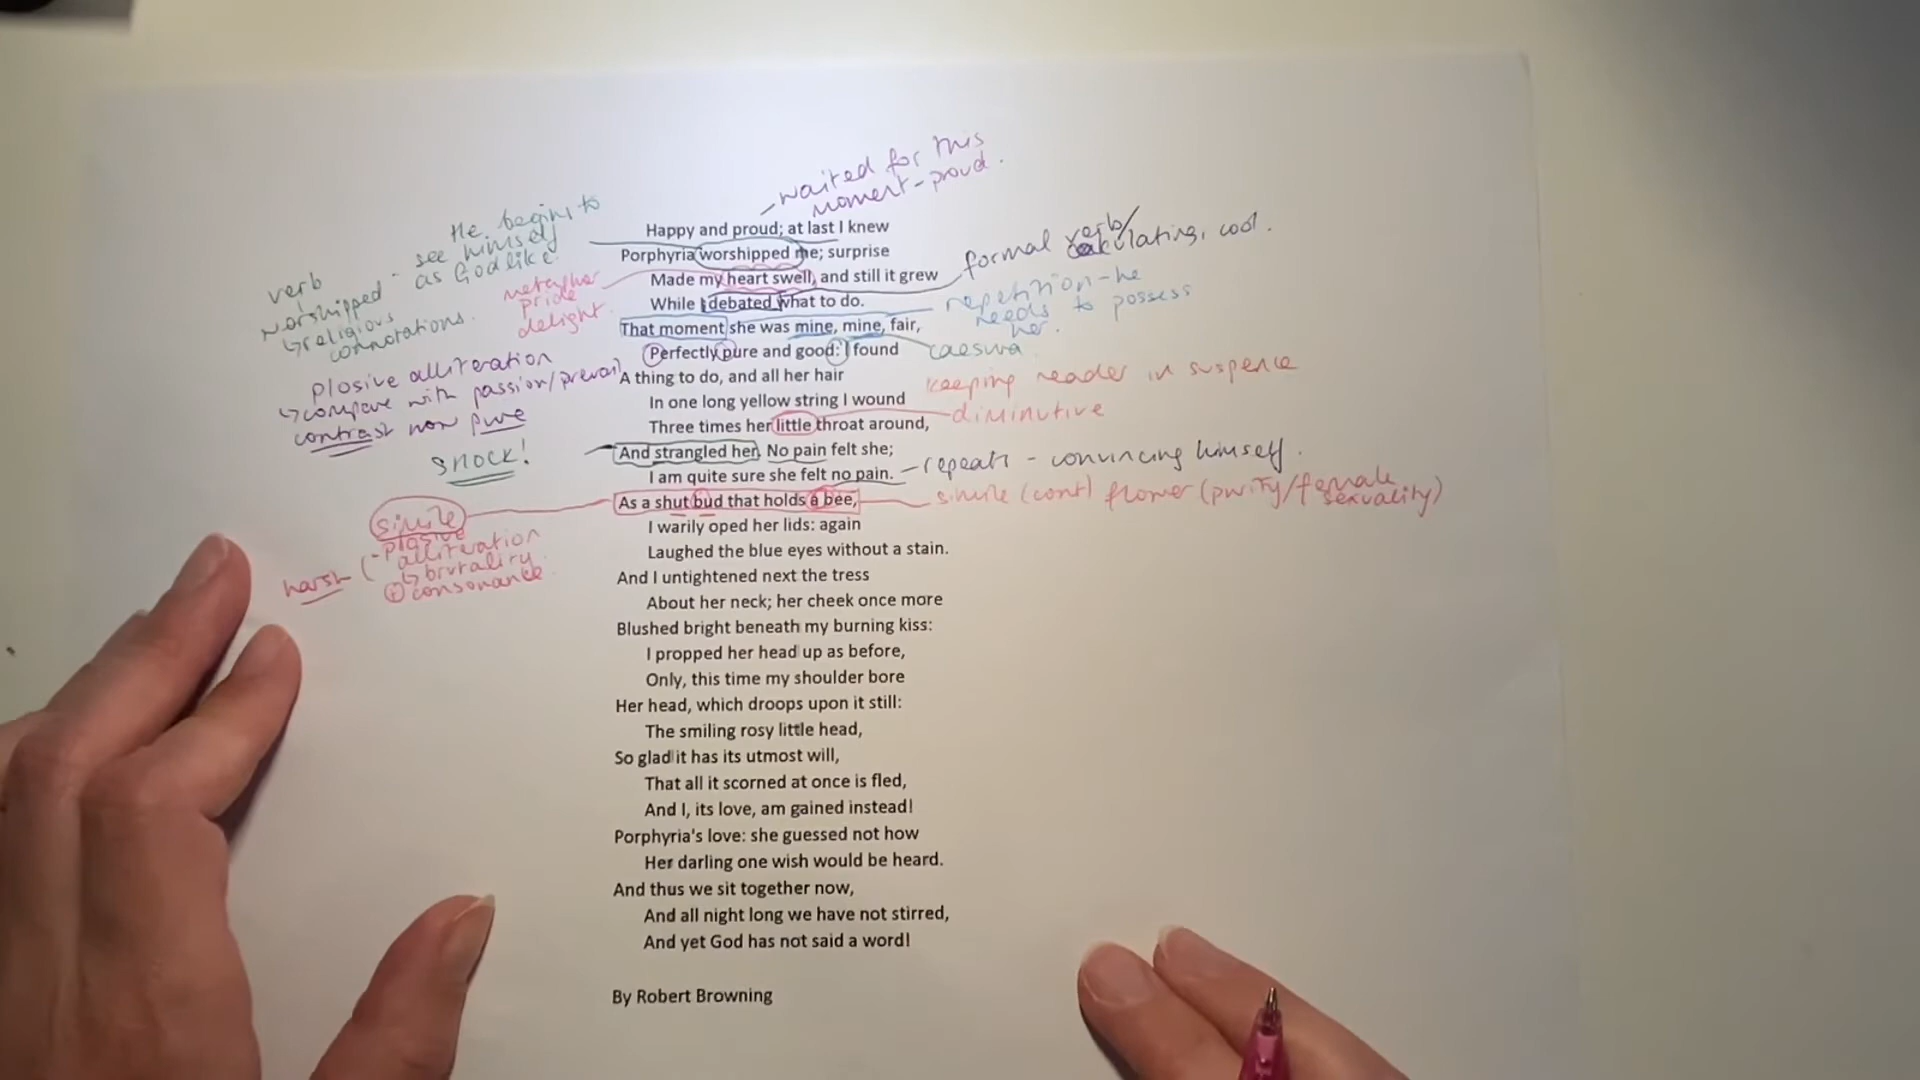 waited for this
moment - proud.
He begins to
see himself
as God like.
verb
worshipped -
↳ religious
connotations.
metaphor
pride
delight.
formal verb/
calculating, cool.
repetition - he
needs to possess
her.
caesura
plosive alliteration
↳ compare with passion/prevail
contrast now pure
keeping reader in suspence
diminutive
SHOCK!
repeats - convincing himself.
simile (cont) flower (purity/female
sexuality)
simile
- plosive
alliteration
↳ brutality
+ consonance
harsh
Happy and proud; at last I knew
Porphyria worshipped me; surprise
Made my heart swell, and still it grew
While I debated what to do.
That moment she was mine, mine, fair,
Perfectly pure and good: I found
A thing to do, and all her hair
In one long yellow string I wound
Three times her little throat around,
And strangled her. No pain felt she;
I am quite sure she felt no pain.
As a shut bud that holds a bee,
I warily oped her lids: again
Laughed the blue eyes without a stain.
And I untightened next the tress
About her neck; her cheek once more
Blushed bright beneath my burning kiss:
I propped her head up as before,
Only, this time my shoulder bore
Her head, which droops upon it still:
The smiling rosy little head,
So glad it has its utmost will,
That all it scorned at once is fled,
And I, its love, am gained instead!
Porphyria's love: she guessed not how
Her darling one wish would be heard.
And thus we sit together now,
And all night long we have not stirred,
And yet God has not said a word!
By Robert Browning